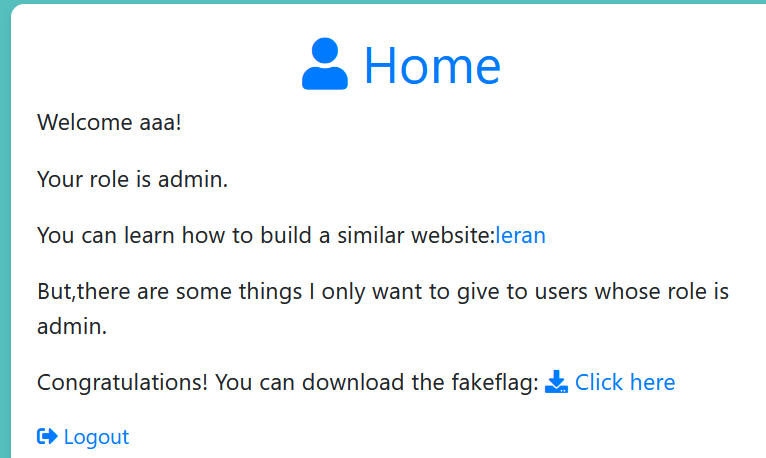 Home
Welcome aaa!
Your role is admin.
You can learn how to build a similar website:leran
But,there are some things I only want to give to users whose role is
admin.
Congratulations! You can download the fakeflag: Click here
Logout